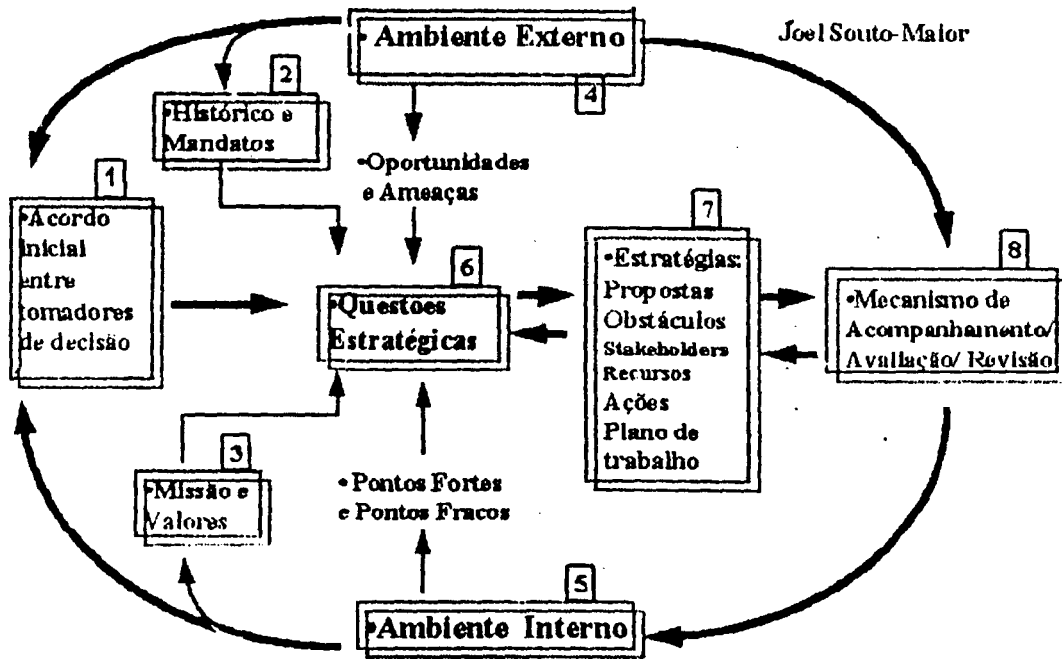 • Ambiente Externo
4
Joel Souto-Maior
2
•Histórico e
Mandatos
•Oportunidades
e Ameaças
1
•Acordo
inicial
entre
tomadores
de decisão
6
•Questões
Estratégicas
7
•Estratégias:
Propostas
Obstáculos
Stakeholders
Recursos
Ações
Plano de
trabalho
8
•Mecanismo de
Acompanhamento/
Avaliação/ Revisão
3
•Missão e
Valores
•Pontos Fortes
e Pontos Fracos
5
•Ambiente Interno